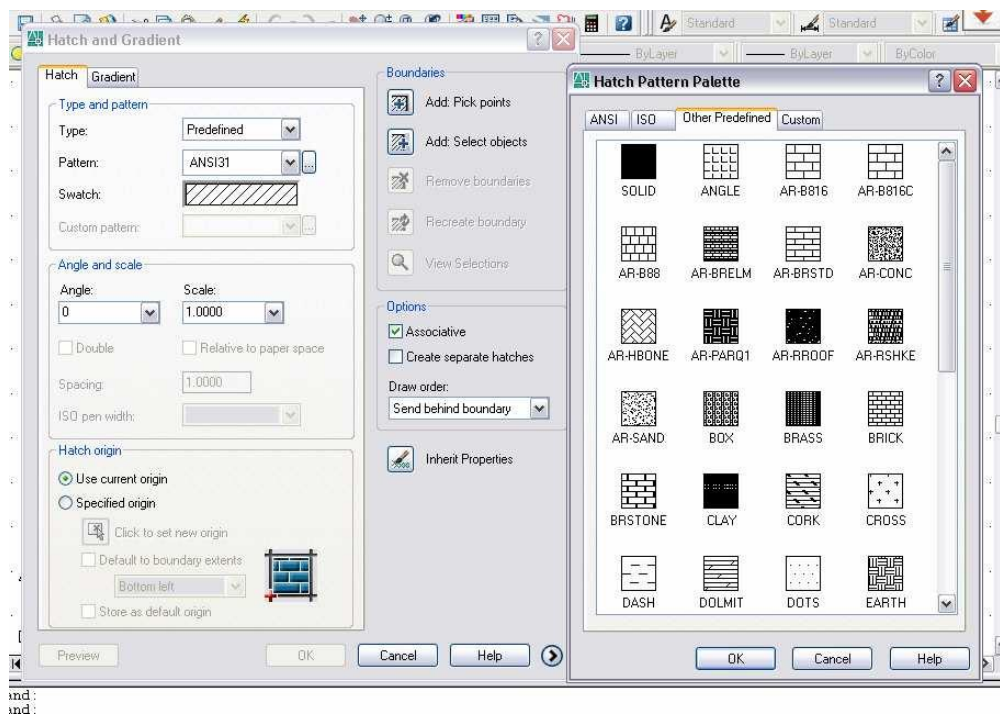 Standard
Standard
Hatch and Gradient
ByLayer
ByLayer
ByColor
Hatch
Gradient
Type and pattern
Type:
Predefined
Pattern:
ANSI31
Swatch:
Custom pattern:
Angle and scale
Angle:
Scale:
0
1.0000
Double
Relative to paper space
Spacing:
1.0000
ISO pen width:
Hatch origin
Use current origin
Specified origin
Click to set new origin
Default to boundary extents
Bottom left
Store as default origin
Preview
OK
Cancel
Help
Boundaries
Add: Pick points
Add: Select objects
Remove boundaries
Recreate boundary
View Selections
Options
Associative
Create separate hatches
Draw order:
Send behind boundary
Inherit Properties
Hatch Pattern Palette
ANSI
ISO
Other Predefined
Custom
SOLID
ANGLE
AR-B816
AR-B816C
AR-B88
AR-BRELM
AR-BRSTD
AR-CONC
AR-HBONE
AR-PARQ1
AR-RROOF
AR-RSHKE
AR-SAND
BOX
BRASS
BRICK
BRSTONE
CLAY
CORK
CROSS
DASH
DOLMIT
DOTS
EARTH
OK
Cancel
Help
and:
and: